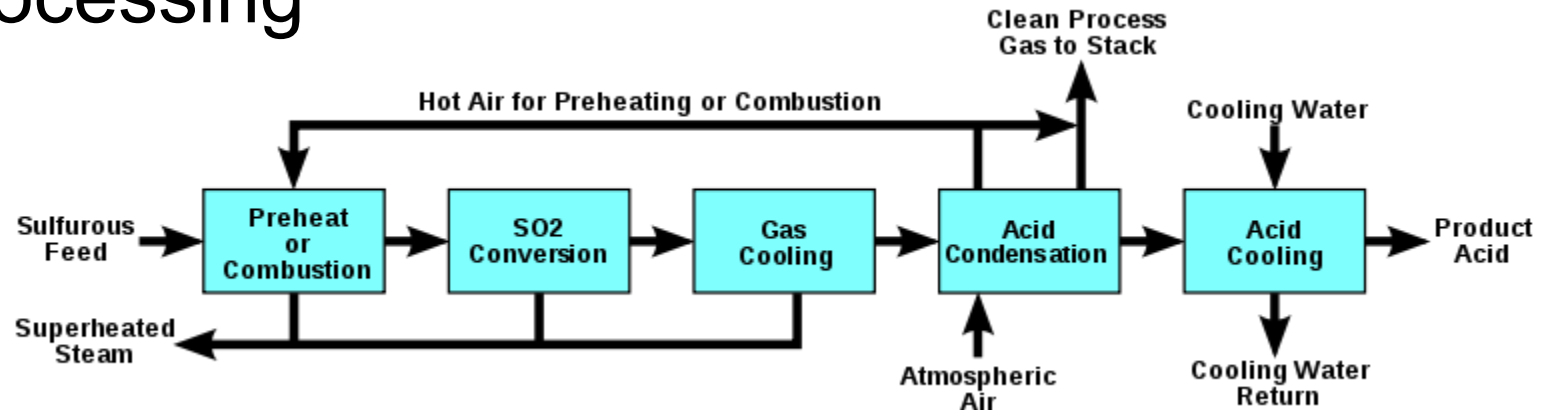 ocessing
Clean Process
Gas to Stack
Hot Air for Preheating or Combustion
Cooling Water
Sulfurous
Feed
Preheat
or
Combustion
SO2
Conversion
Gas
Cooling
Acid
Condensation
Acid
Cooling
Product
Acid
Superheated
Steam
Atmospheric
Air
Cooling Water
Return